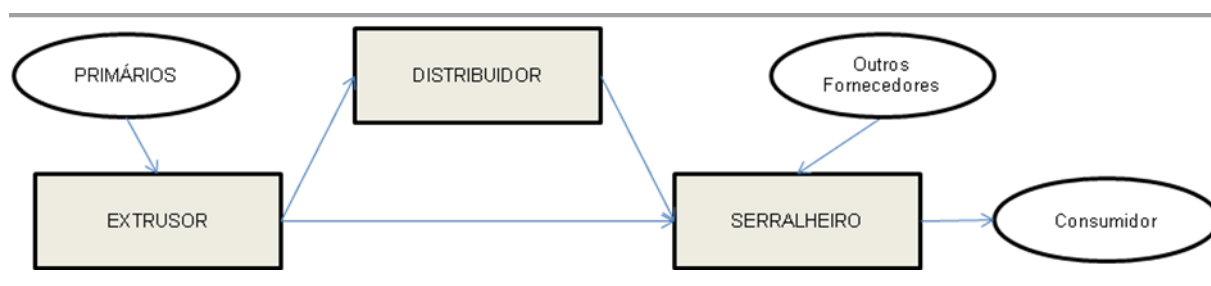 PRIMÁRIOS
DISTRIBUIDOR
Outros
Fornecedores
EXTRUSOR
SERRALHEIRO
Consumidor